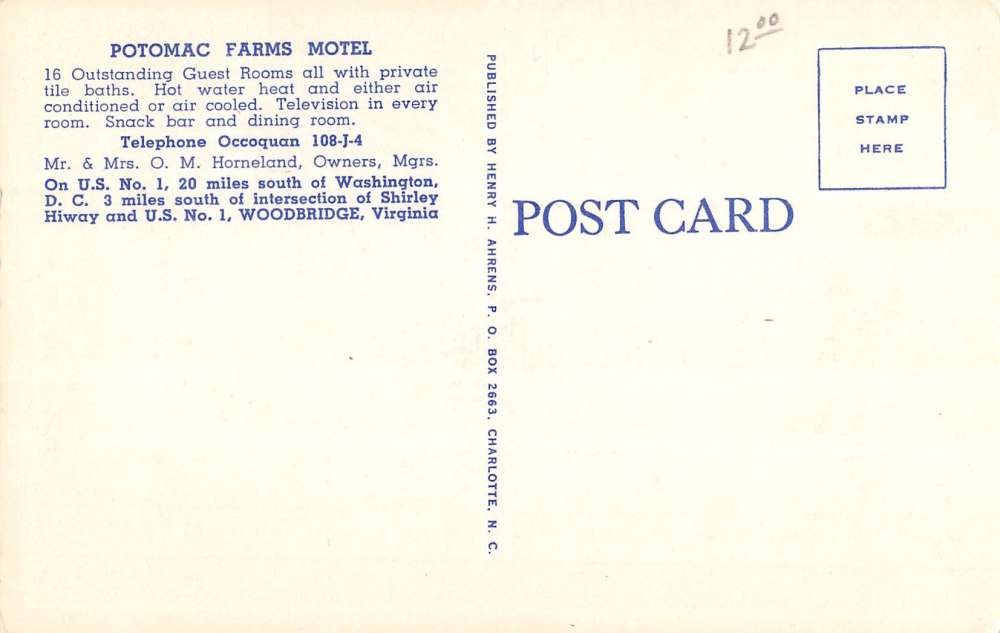 POTOMAC FARMS MOTEL
16 Outstanding Guest Rooms all with private
tile baths. Hot water heat and either air
conditioned or air cooled. Television in every
room. Snack bar and dining room.
Telephone Occoquan 108-J-4
Mr. & Mrs. O. M. Horneland, Owners, Mgrs.
On U.S. No. 1, 20 miles south of Washington,
D. C. 3 miles south of intersection of Shirley
Hiway and U.S. No. 1, WOODBRIDGE, Virginia
PUBLISHED BY HENRY H. AHRENS, P. O. BOX 2663, CHARLOTTE, N. C.
12.00
POST CARD
PLACE
STAMP
HERE